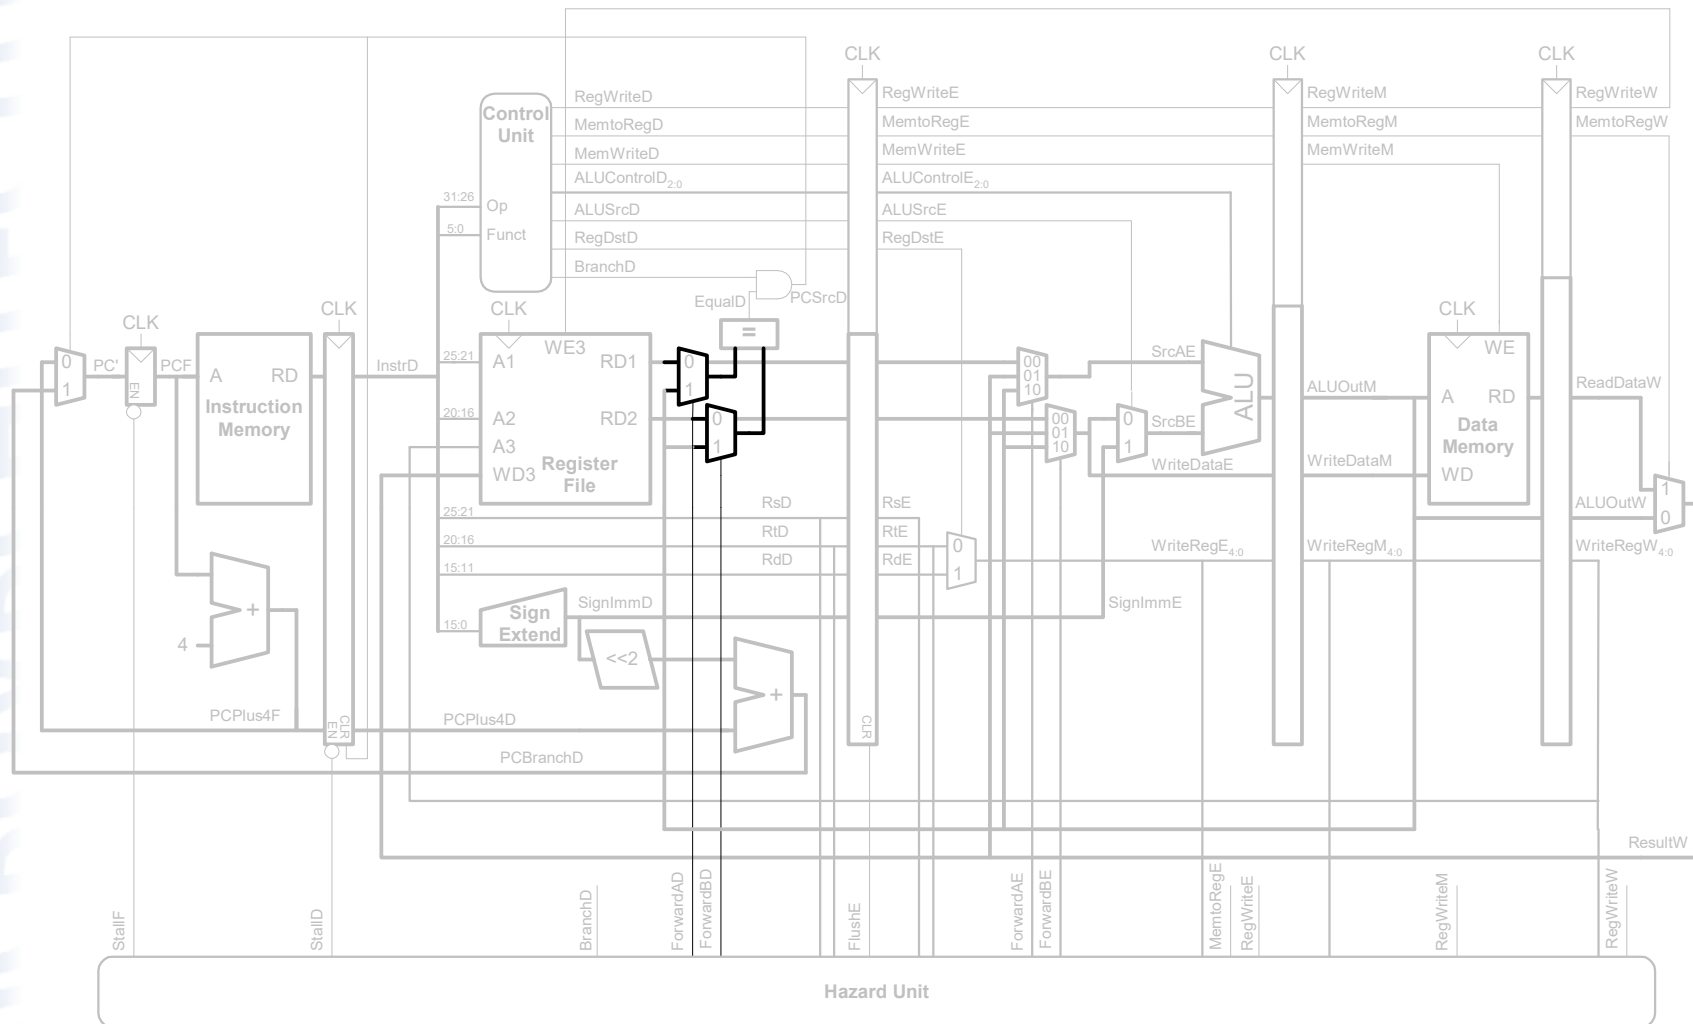 CLK
CLK
CLK
RegWriteD
RegWriteE
RegWriteM
RegWriteW
Control
Unit
MemtoRegD
MemtoRegE
MemtoRegM
MemtoRegW
MemWriteD
MemWriteE
MemWriteM
ALUControlD2:0
ALUControlE2:0
31:26
Op
ALUSrcD
ALUSrcE
5:0
Funct
RegDstD
RegDstE
BranchD
EqualD
PCSrcD
CLK
CLK
CLK
CLK
=
WE3
WE
0
1
PC'
PCF
EN
A
RD
Instruction
Memory
InstrD
25:21
A1
RD1
0
1
00
01
10
SrcAE
ALU
ALUOutM
A
RD
ReadDataW
20:16
A2
RD2
0
1
00
01
10
0
1
SrcBE
Data
Memory
A3
WD3
Register
File
WriteDataE
WriteDataM
WD
1
0
25:21
RsD
RsE
ALUOutW
20:16
RtD
RtE
0
1
WriteRegE4:0
WriteRegM4:0
WriteRegW4:0
15:11
RdD
RdE
+
4
Sign
Extend
SignImmD
SignImmE
15:0
<<2
+
PCPlus4F
EN
CLR
PCPlus4D
CLR
PCBranchD
ResultW
StallF
StallD
BranchD
ForwardAD
ForwardBD
FlushE
ForwardAE
ForwardBE
MemtoRegE
RegWriteE
RegWriteM
RegWriteW
Hazard Unit